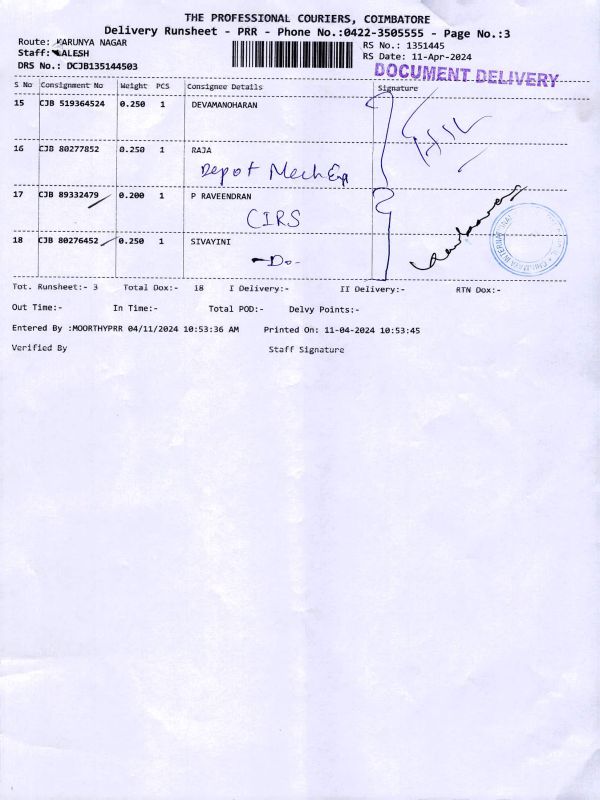 THE PROFESSIONAL COURIERS, COIMBATORE
Delivery Runsheet - PRR - Phone No.:0422-3505555 - Page No.:3
Route: KARUNYA NAGAR
RS No.: 1351445
Staff: ALESH
RS Date: 11-Apr-2024
DRS No.: DCJB135144503
DOCUMENT DELIVERY
S No Consignment No Weight PCS Consignee Details Signature
15 CJB 519364524 0.250 1 DEVAMANOHARAN
16 CJB 80277852 0.250 1 RAJA
Depot Mech Eng
17 CJB 89332479 0.200 1 P RAVEENDRAN
CIRS
18 CJB 80276452 0.250 1 SIVAYINI
-Do-
Tot. Runsheet:- 3 Total Dox:- 18 I Delivery:- II Delivery:- RTN Dox:-
Out Time:- In Time:- Total POD:- Delvy Points:-
Entered By :MOORTHYPRR 04/11/2024 10:53:36 AM Printed On: 11-04-2024 10:53:45
Verified By Staff Signature